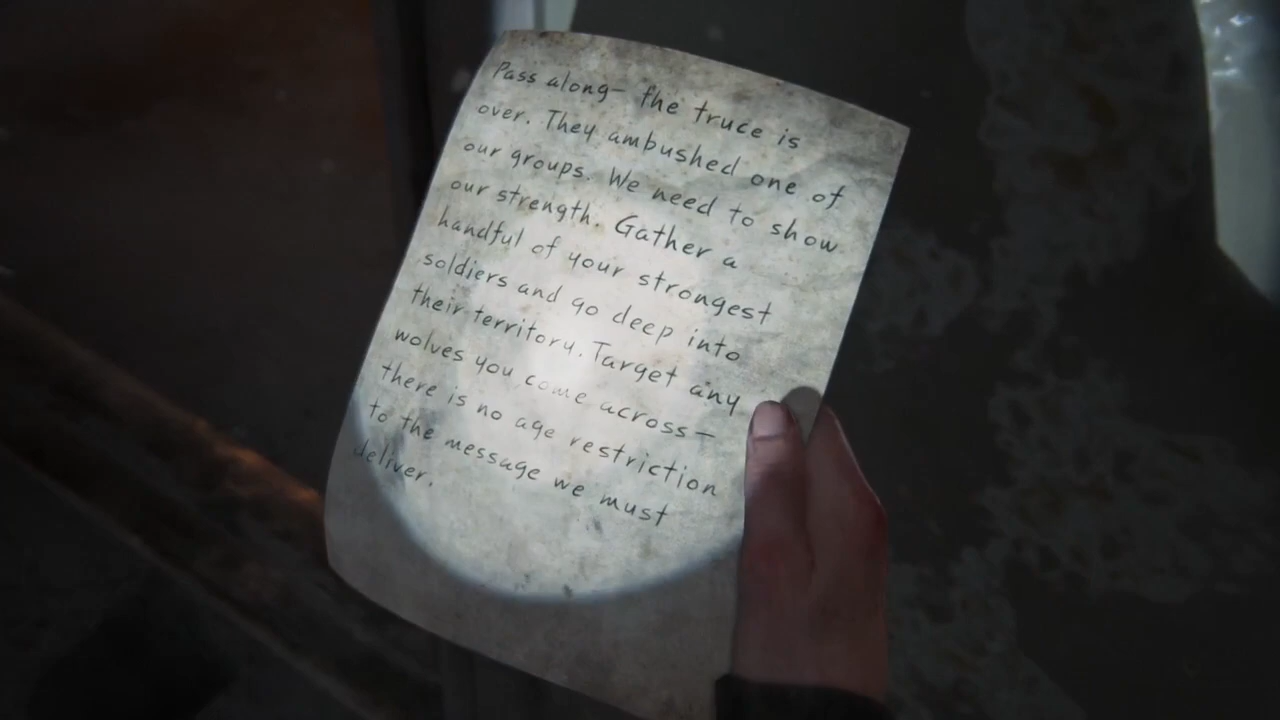 Pass along- the truce is
over. They ambushed one of
our groups. We need to show
our strength. Gather a
handful of your strongest
soldiers and go deep into
their territory. Target any
wolves you come across-
there is no age restriction
to the message we must
deliver.